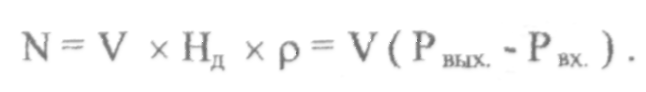 N = V × Hд × ρ = V ( Pвых. - Pвх. ) .